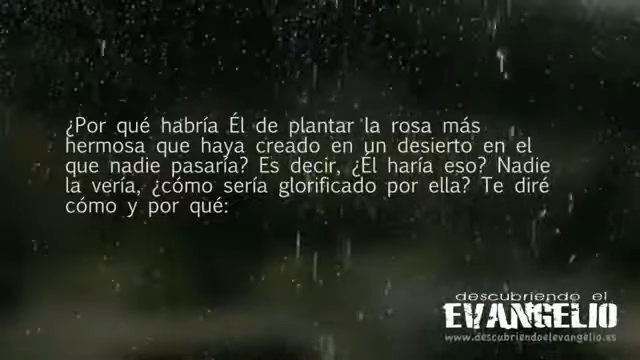 ¿Por qué habría Él de plantar la rosa más
hermosa que haya creado en un desierto en el
que nadie pasaría? Es decir, ¿Él haría eso? Nadie
la vería, ¿cómo sería glorificado por ella? Te diré
cómo y por qué:
descubriendo el
EVANGELIO
www.descubriendoelevangelio.es